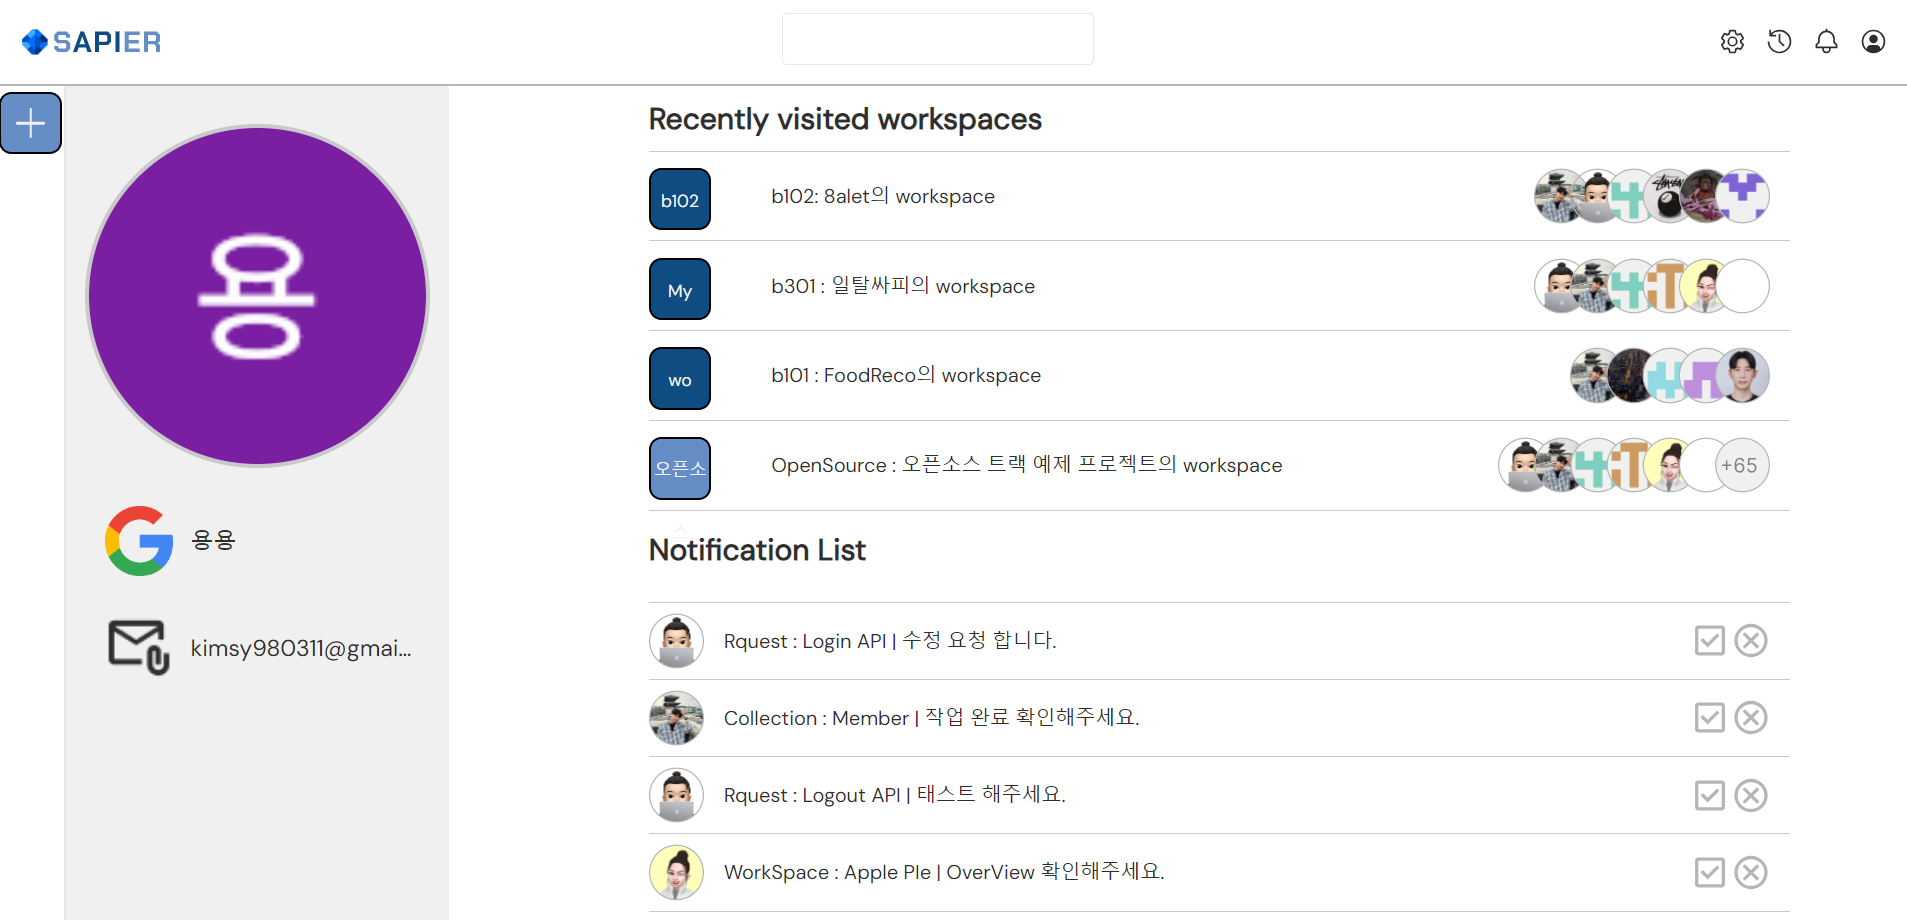 SAPIER
용
용용
kimsy980311@gmai...
Recently visited workspaces
b102
b102: 8alet의 workspace
My
b301 : 일탈싸피의 workspace
wo
b101 : FoodReco의 workspace
오픈소
OpenSource : 오픈소스 트랙 예제 프로젝트의 workspace
+65
스
Notification List
Rquest : Login API | 수정 요청 합니다.
Collection : Member | 작업 완료 확인해주세요.
Rquest : Logout API | 태스트 해주세요.
WorkSpace : Apple PIe | OverView 확인해주세요.